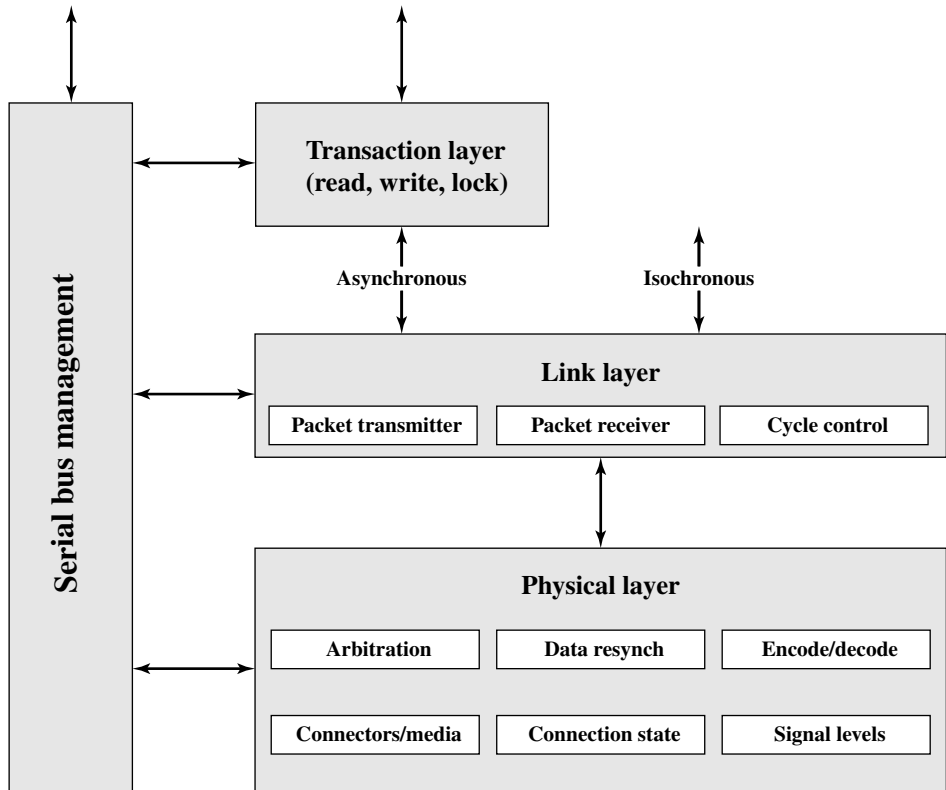 Serial bus management
Transaction layer
(read, write, lock)
Asynchronous
Isochronous
Link layer
Packet transmitter
Packet receiver
Cycle control
Physical layer
Arbitration
Data resynch
Encode/decode
Connectors/media
Connection state
Signal levels